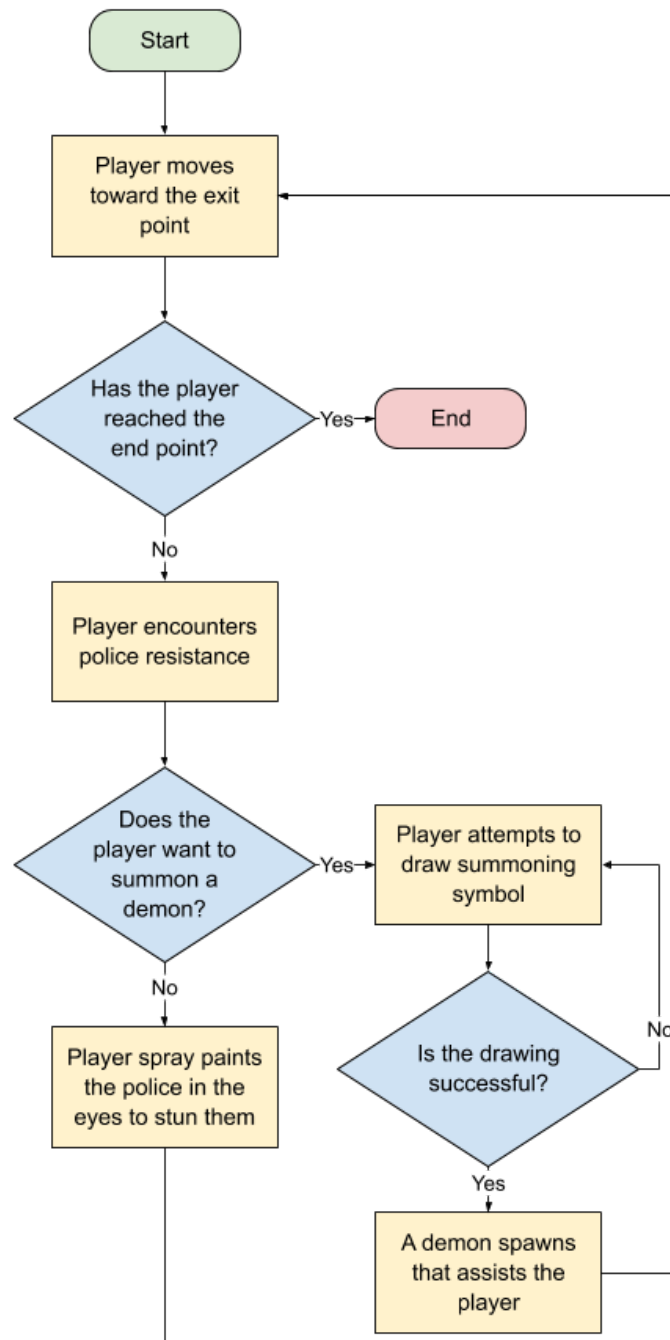 Start
Player moves
toward the exit
point
Has the player
reached the
end point?
Yes
End
No
Player encounters
police resistance
Does the
player want to
summon a
demon?
Yes
Player attempts to
draw summoning
symbol
No
No
Player spray paints
the police in the
eyes to stun them
Is the drawing
successful?
Yes
A demon spawns
that assists the
player